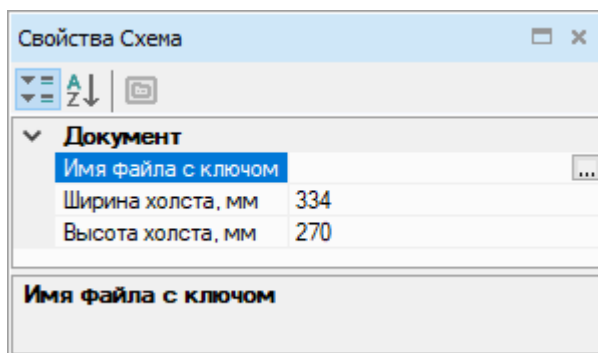 Свойства Схема
Документ
Имя файла с ключом ...
Ширина холста, мм 334
Высота холста, мм 270
Имя файла с ключом